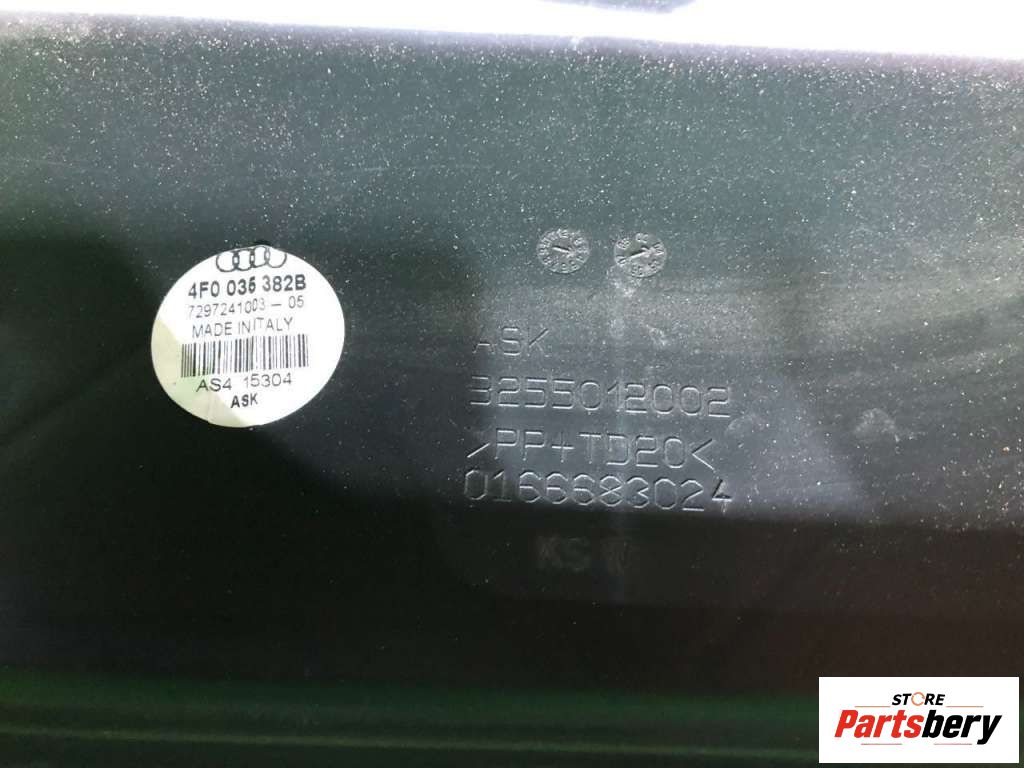 4F0 035 382B
7297241003-05
MADE IN ITALY
AS4 15304
ASK
ASK
3255012002
>PP+TD20<
0166683024
STORE
Partsbery